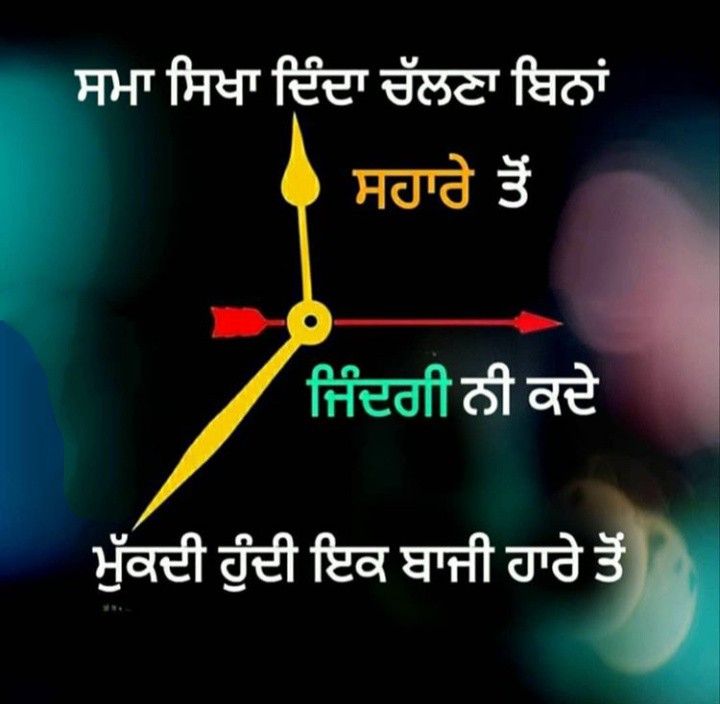 ਸਮਾ ਸਿਖਾ ਦਿੰਦਾ ਚੱਲਣਾ ਬਿਨਾਂ
ਸਹਾਰੇ ਤੋਂ
ਜਿੰਦਗੀ ਨੀ ਕਦੇ
ਮੁੱਕਦੀ ਹੁੰਦੀ ਇਕ ਬਾਜੀ ਹਾਰੇ ਤੋਂ